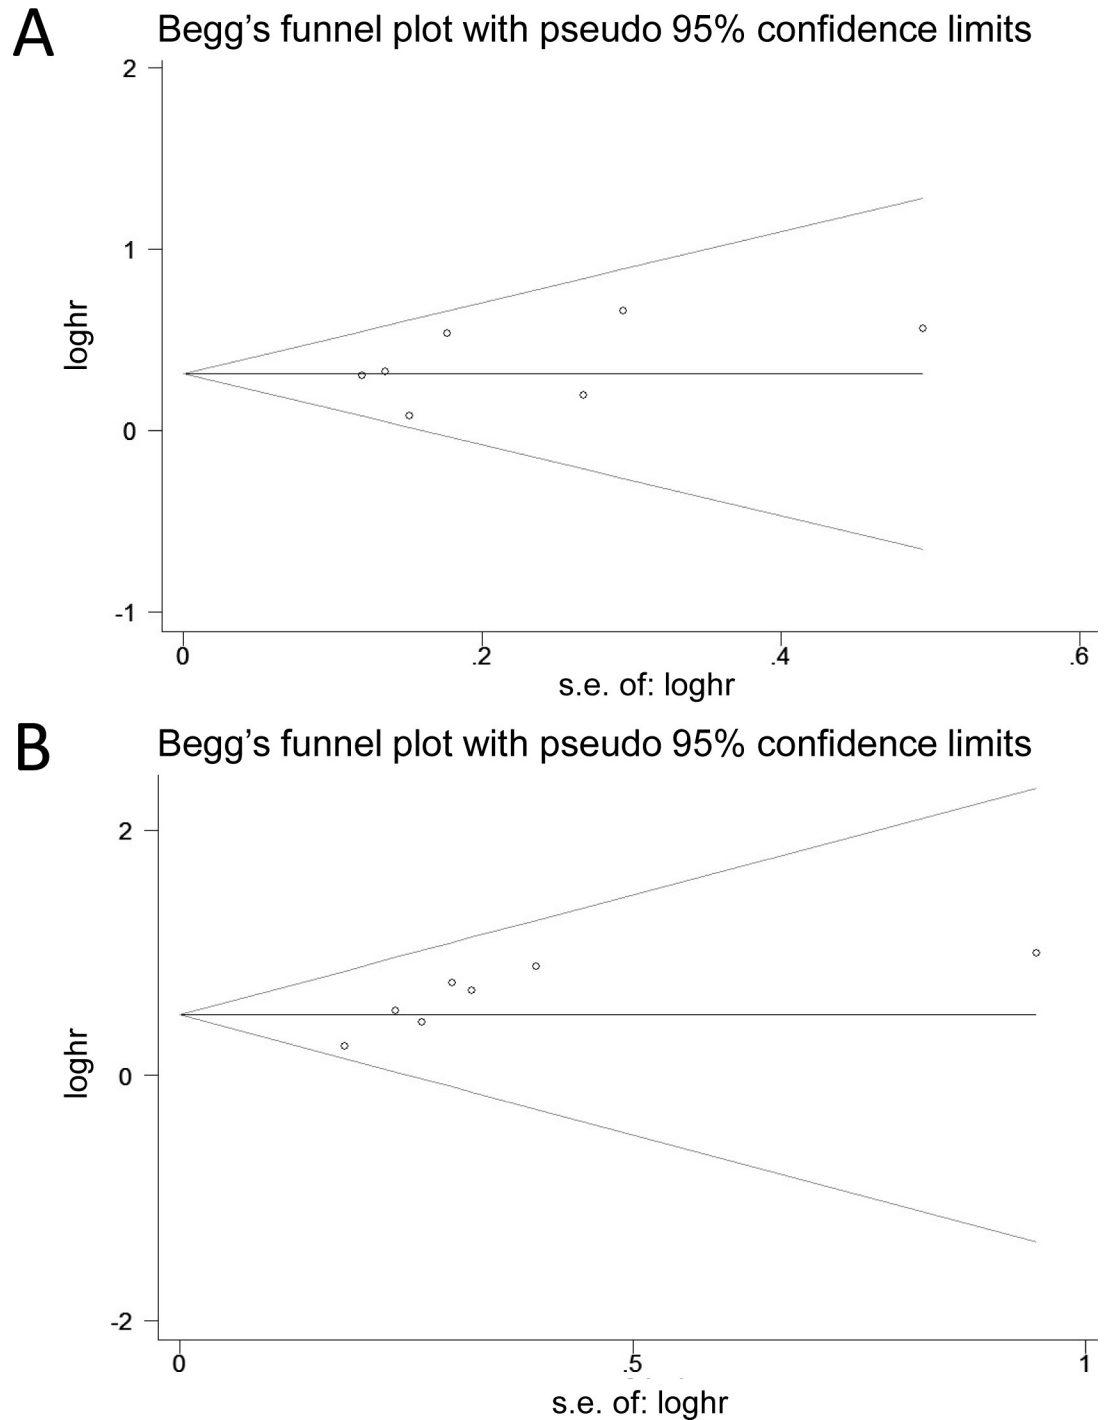 A
Begg's funnel plot with pseudo 95% confidence limits
2
1
0
-1
loghr
0 .2 .4 .6
s.e. of: loghr
B
Begg's funnel plot with pseudo 95% confidence limits
2
0
-2
loghr
0 .5 1
s.e. of: loghr